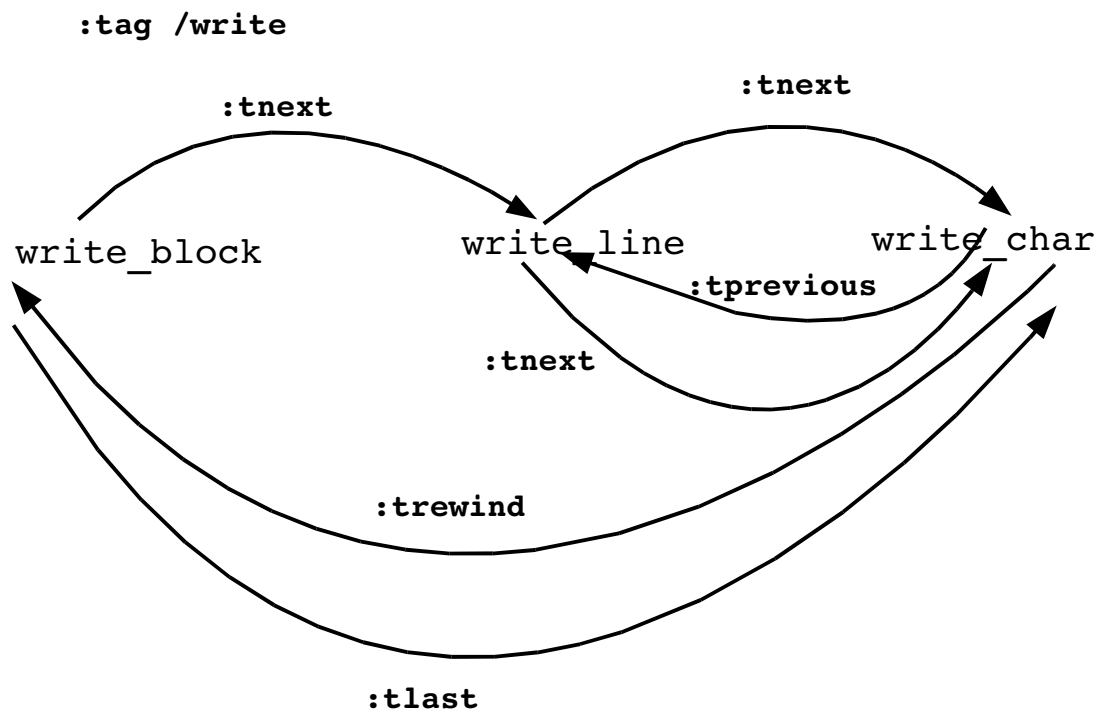 :tag /write
:tnext
:tnext
write_block
write_line
write_char
:tprevious
:tnext
:trewind
:tlast